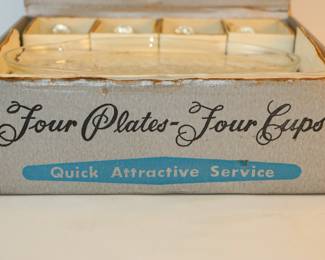 Four Plates - Four Cups
Quick Attractive Service